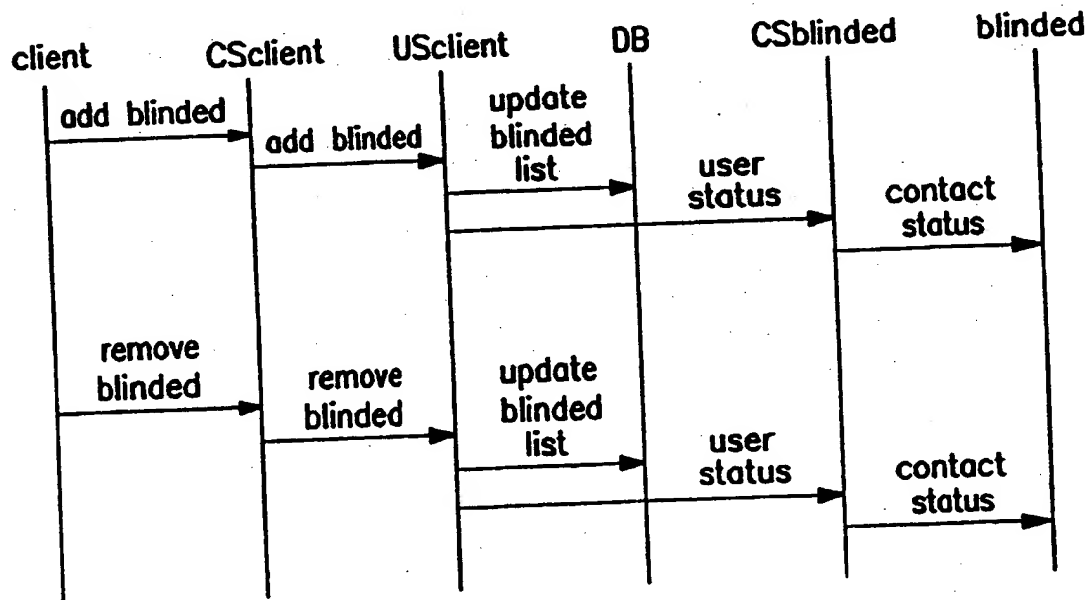 client CSclient USclient DB CSblinded blinded
add blinded
add blinded
update
blinded
list
user
status
contact
status
remove
blinded
remove
blinded
update
blinded
list
user
status
contact
status